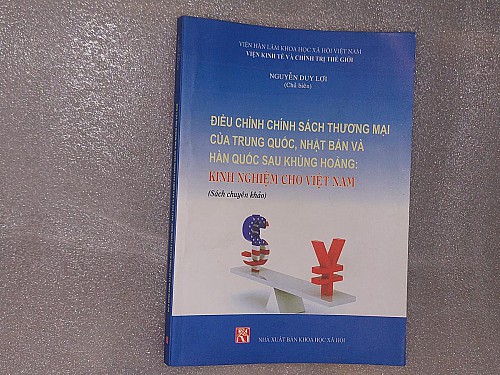 VIỆN HÀN LÂM KHOA HỌC XÃ HỘI VIỆT NAM
VIỆN KINH TẾ VÀ CHÍNH TRỊ THẾ GIỚI
NGUYỄN DUY LỢI
(Chủ biên)
ĐIỀU CHỈNH CHÍNH SÁCH THƯƠNG MẠI
CỦA TRUNG QUỐC, NHẬT BẢN VÀ
HÀN QUỐC SAU KHỦNG HOẢNG:
KINH NGHIỆM CHO VIỆT NAM
(Sách chuyên khảo)
NHÀ XUẤT BẢN KHOA HỌC XÃ HỘI